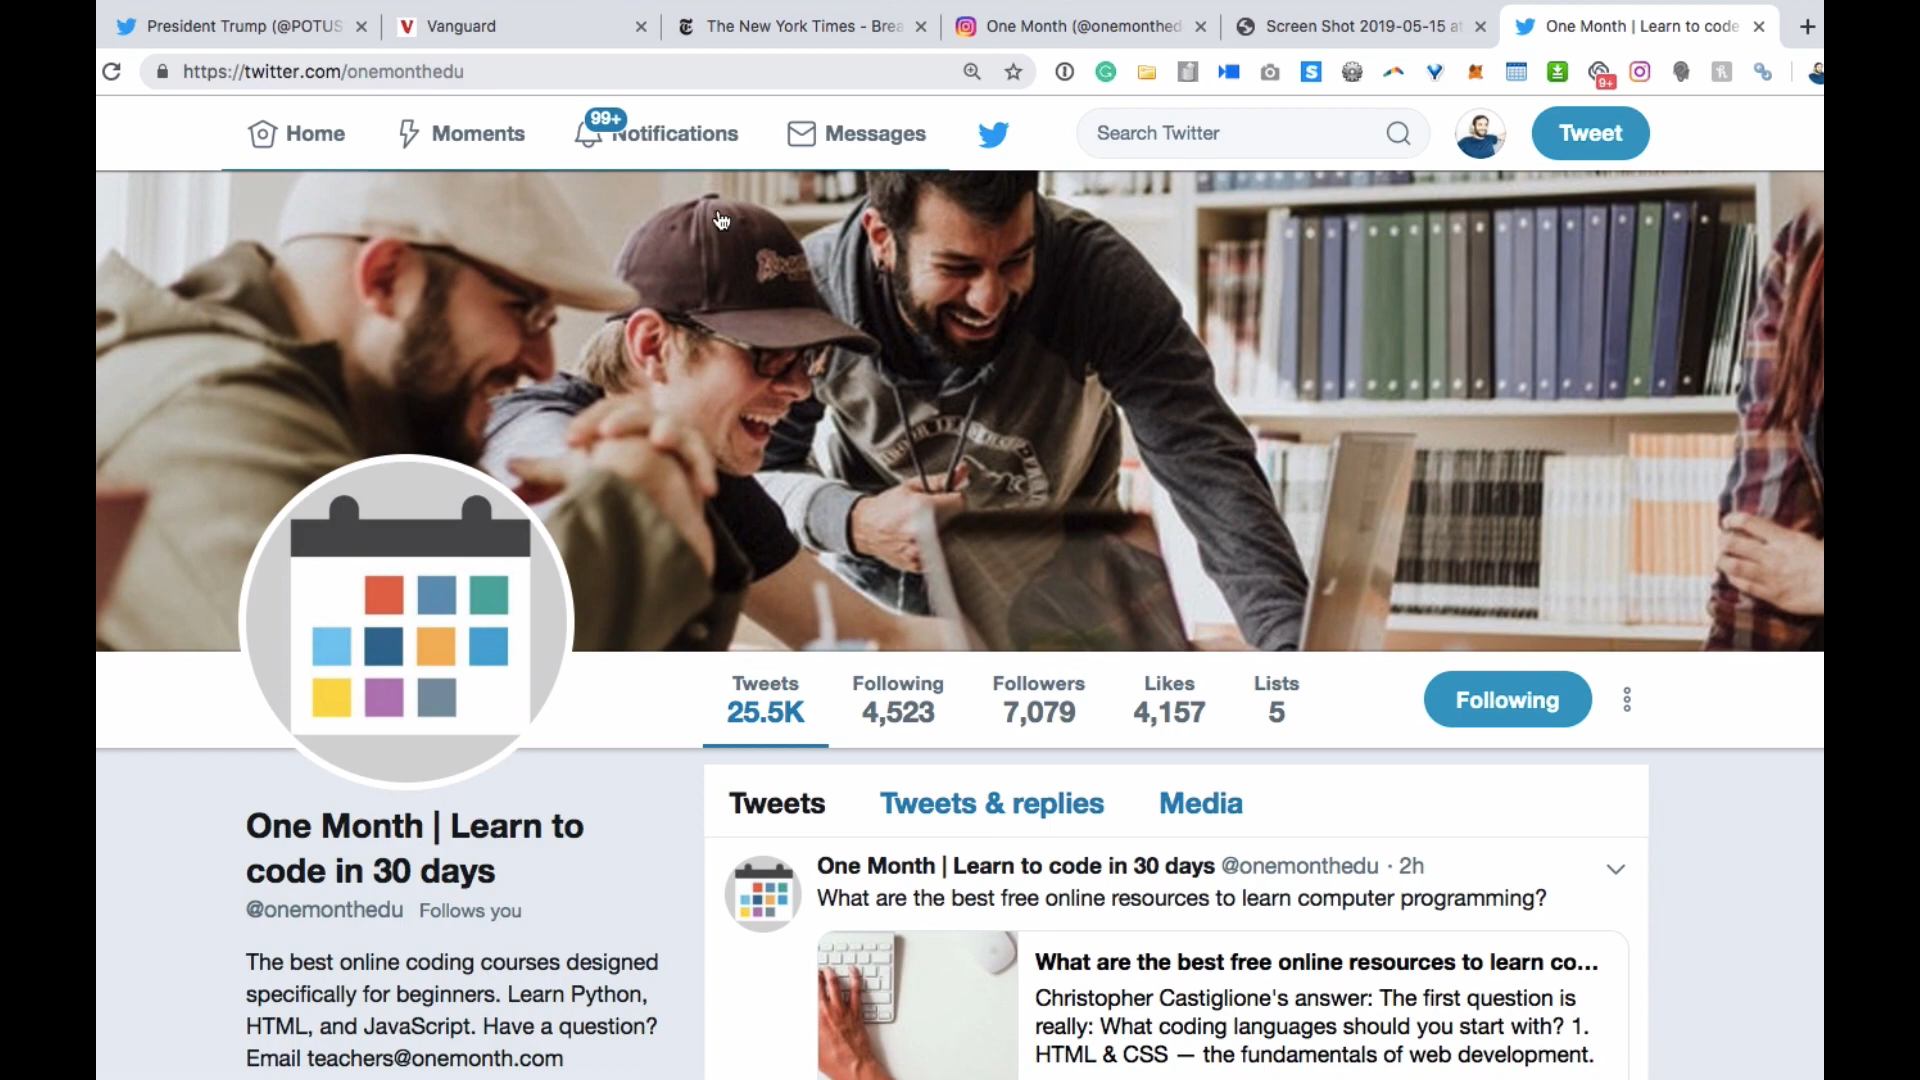 President Trump (@POTUS
Vanguard
The New York Times - Brea
One Month (@onemonthed
Screen Shot 2019-05-15 at
One Month | Learn to code
https://twitter.com/onemonthedu
9+
Home
Moments
99+
Notifications
Messages
Search Twitter
Tweet
Tweets
25.5K
Following
4,523
Followers
7,079
Likes
4,157
Lists
5
Following
One Month | Learn to
code in 30 days
@onemonthedu Follows you
The best online coding courses designed
specifically for beginners. Learn Python,
HTML, and JavaScript. Have a question?
Email teachers@onemonth.com
Tweets
Tweets & replies
Media
One Month | Learn to code in 30 days @onemonthedu · 2h
What are the best free online resources to learn computer programming?
What are the best free online resources to learn co...
Christopher Castiglione's answer: The first question is
really: What coding languages should you start with? 1.
HTML & CSS — the fundamentals of web development.